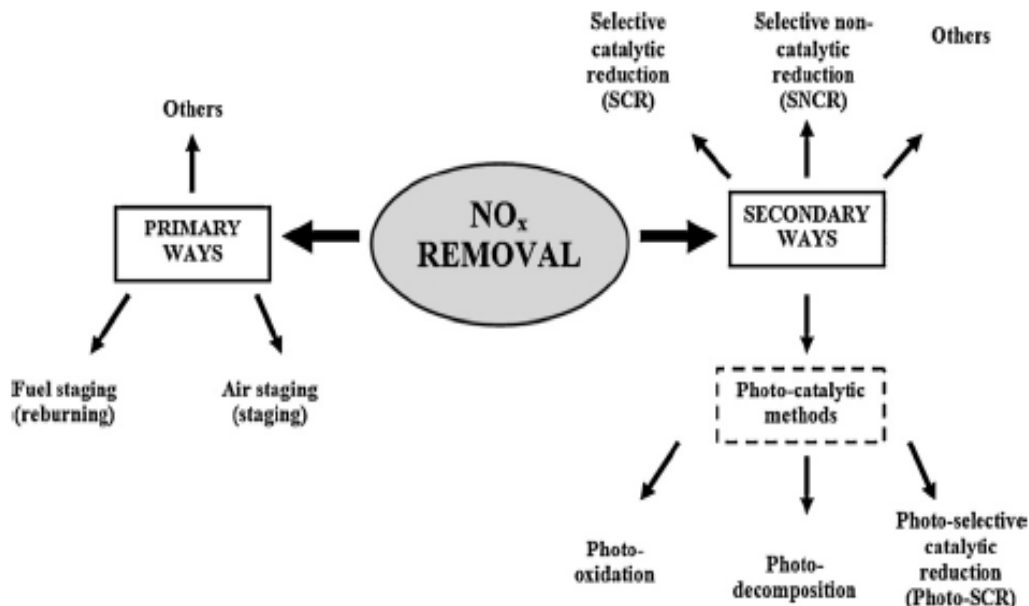 Selective
catalytic
reduction
(SCR)
Selective non-
catalytic
reduction
(SNCR)
Others
Others
PRIMARY
WAYS
NOx
REMOVAL
SECONDARY
WAYS
Fuel staging
(reburning)
Air staging
(staging)
Photo-catalytic
methods
Photo-
oxidation
Photo-
decomposition
Photo-selective
catalytic
reduction
(Photo-SCR)